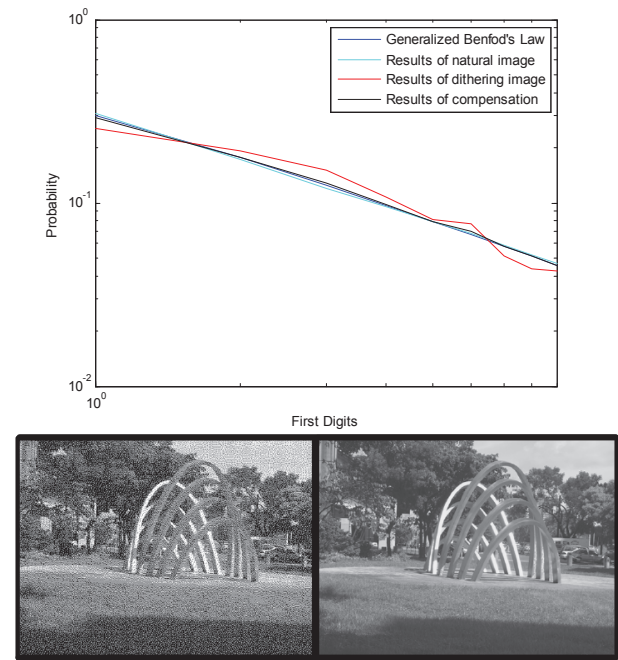 10^0
Generalized Benfod's Law
Results of natural image
Results of dithering image
Results of compensation
10^-1
Probability
10^-2
10^0
First Digits